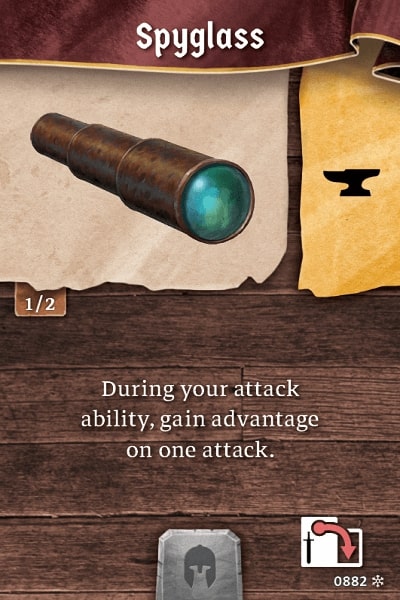 Spyglass
1/2
During your attack
ability, gain advantage
on one attack.
0882